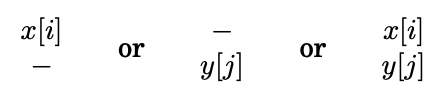 x[i] – x[i]
or or
– y[j] y[j]